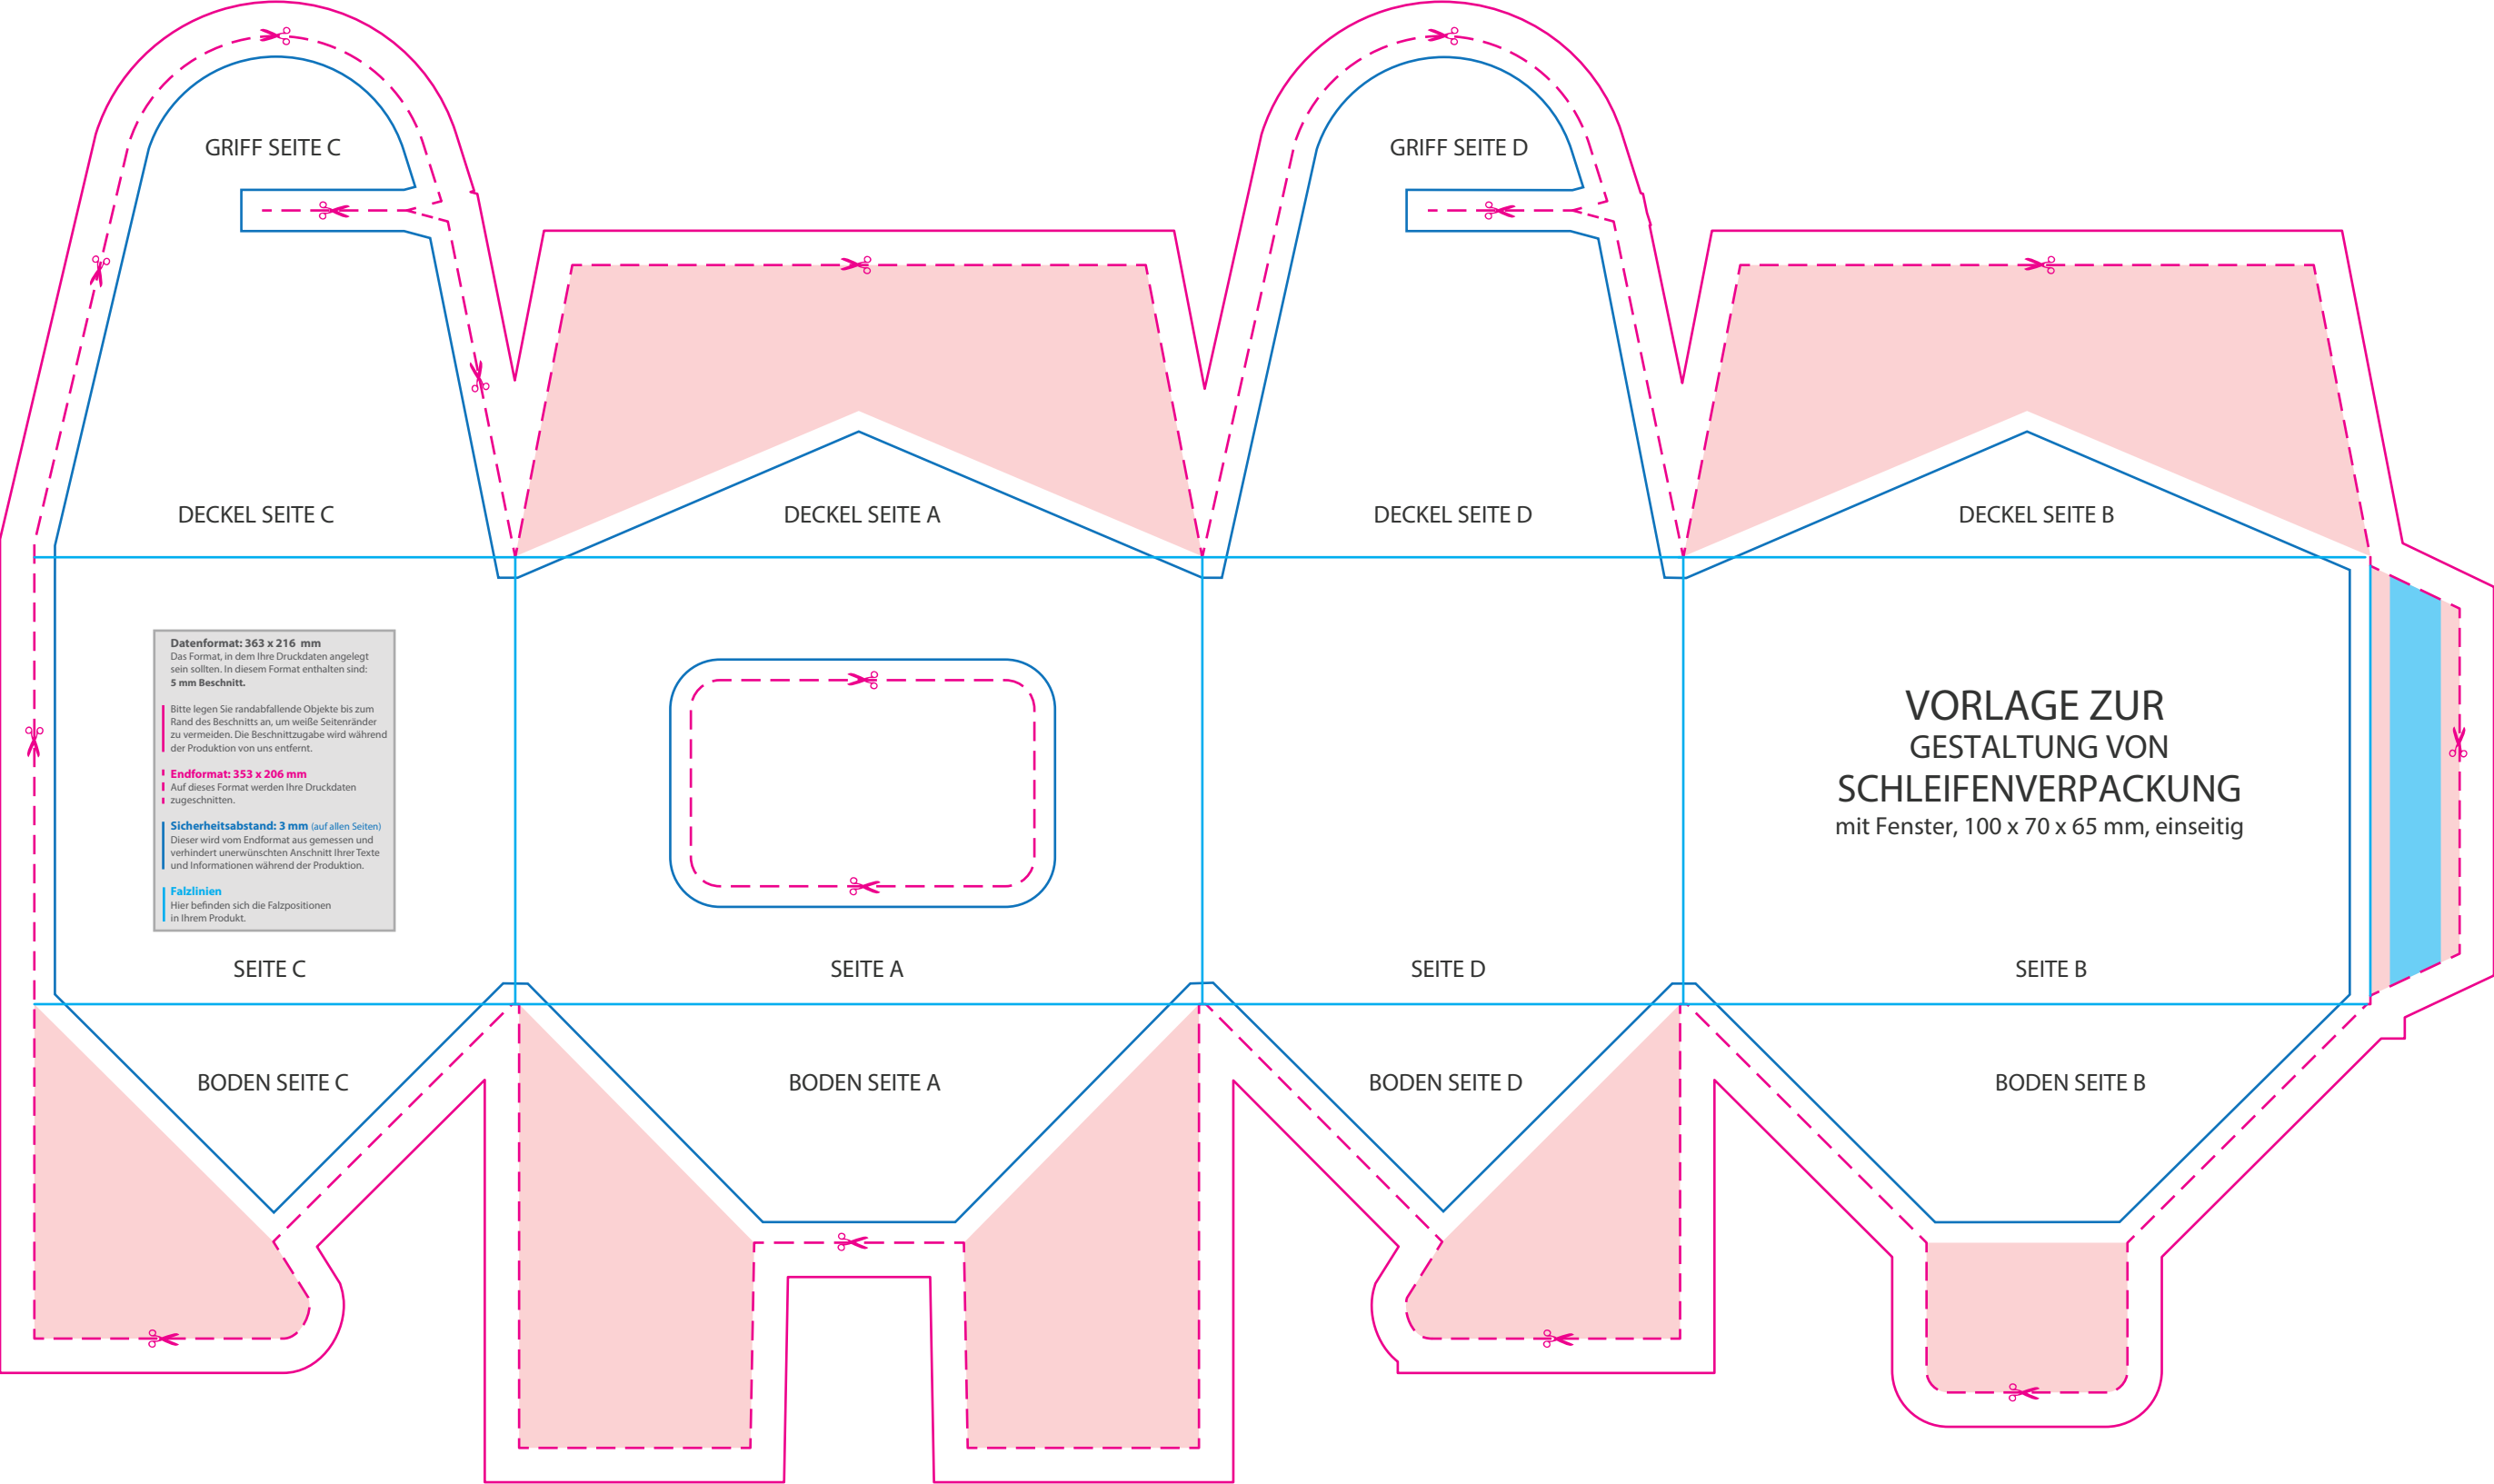 GRIFF SEITE C
GRIFF SEITE D
DECKEL SEITE C
DECKEL SEITE A
DECKEL SEITE D
DECKEL SEITE B
Datenformat: 363 x 216 mm
Das Format, in dem Ihre Druckdaten angelegt
sein sollten. In diesem Format enthalten sind:
5 mm Beschnitt.
Bitte legen Sie randabfallende Objekte bis zum
Rand des Beschnitts an, um weiße Seitenränder
zu vermeiden. Die Beschnittzugabe wird während
der Produktion von uns entfernt.
Endformat: 353 x 206 mm
Auf dieses Format werden Ihre Druckdaten
zugeschnitten.
Sicherheitsabstand: 3 mm (auf allen Seiten)
Dieser wird vom Endformat aus gemessen und
verhindert unerwünschten Anschnitt Ihrer Texte
und Informationen während der Produktion.
Falzlinien
Hier befinden sich die Falzpositionen
in Ihrem Produkt.
VORLAGE ZUR
GESTALTUNG VON
SCHLEIFENVERPACKUNG
mit Fenster, 100 x 70 x 65 mm, einseitig
SEITE C
SEITE A
SEITE D
SEITE B
BODEN SEITE C
BODEN SEITE A
BODEN SEITE D
BODEN SEITE B